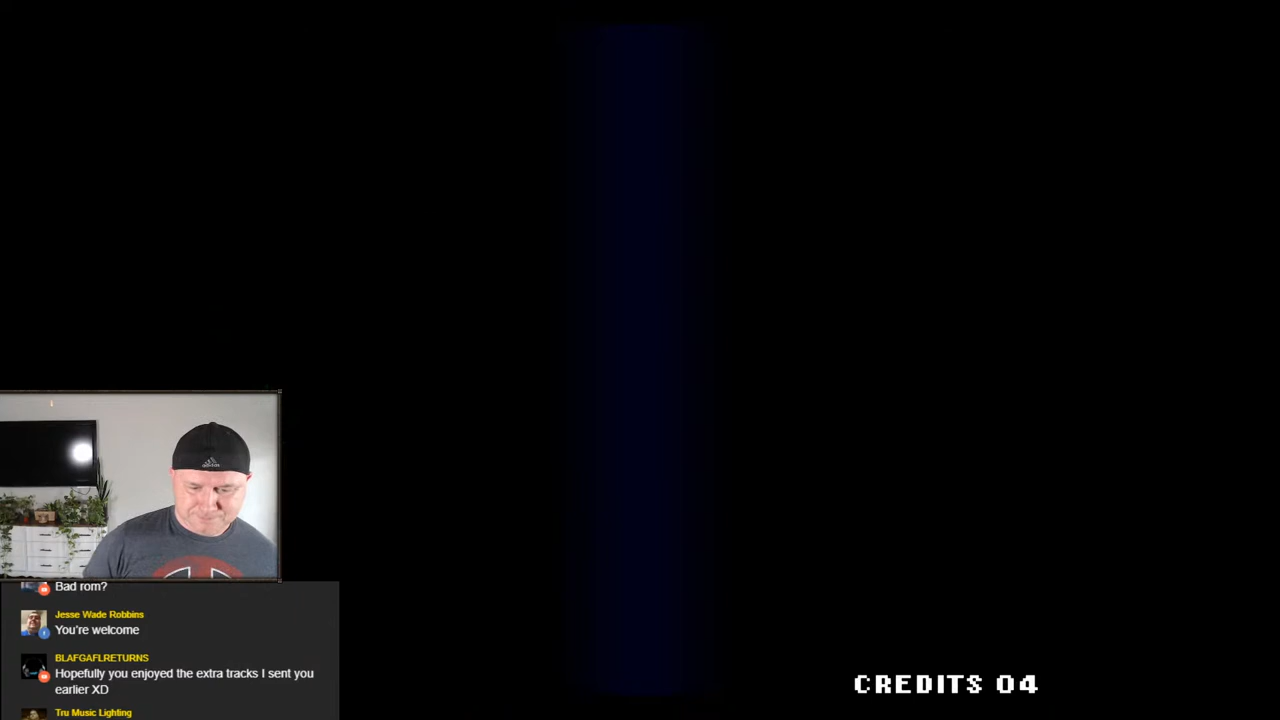 adidas
Bad rom?
Jesse Wade Robbins
You're welcome
BLAFGAFLRETURNS
Hopefully you enjoyed the extra tracks I sent you
earlier XD
Tru Music Lighting
CREDITS 04